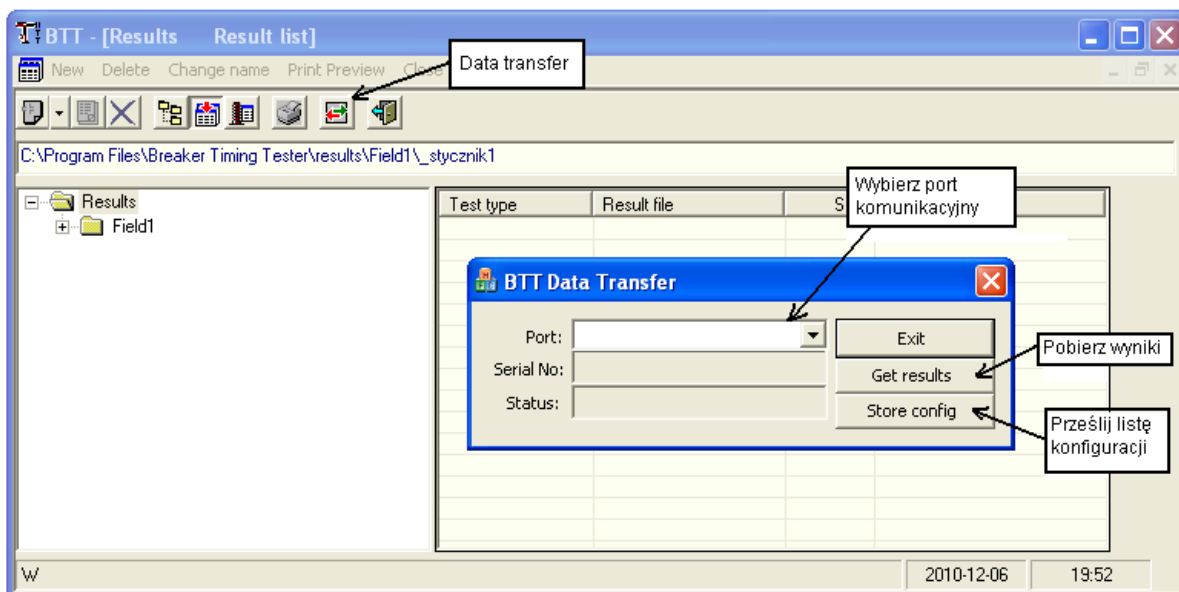 BTT - [Results Result list]
New Delete Change name Print Preview Close
Data transfer
C:\Program Files\Breaker Timing Tester\results\Field1\_stycznik1
Results
Field1
Test type Result file S
Wybierz port
komunikacyjny
BTT Data Transfer
Port:
Exit
Serial No:
Get results
Pobierz wyniki
Status:
Store config
Prześlij listę
konfiguracji
W
2010-12-06 19:52